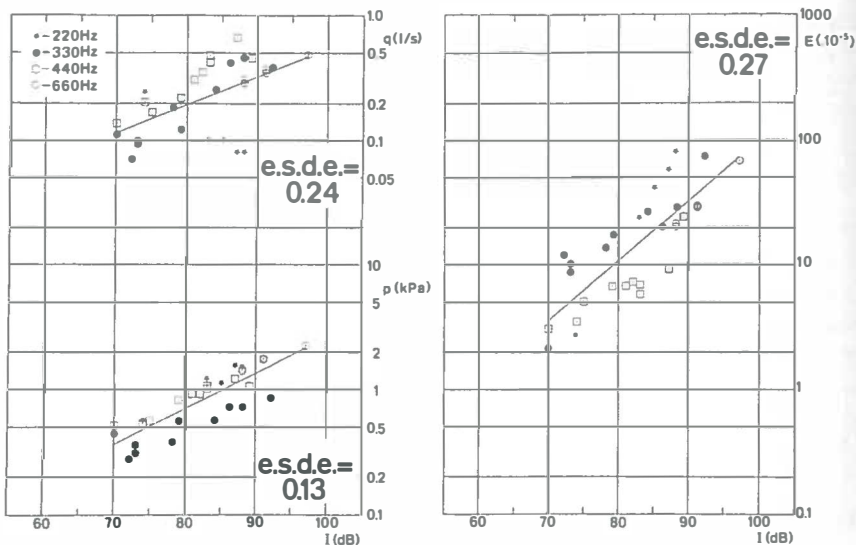 -220Hz
-330Hz
-440Hz
-660Hz
q(l/s)
1.0
0.5
0.2
0.1
0.05
e.s.d.e.=
0.24
10
p(kPa)
5
2
1
0.5
0.2
0.1
e.s.d.e.=
0.13
60 70 80 90 100
I(dB)
1000
E(10⁻⁵)
e.s.d.e.=
0.27
100
10
1
0.1
60 70 80 90 100
I(dB)